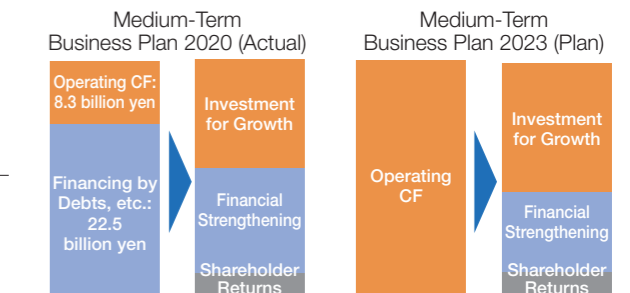 Medium-Term
Business Plan 2020 (Actual)
Operating CF:
8.3 billion yen
Financing by
Debts, etc.:
22.5
billion yen
Investment
for Growth
Financial
Strengthening
Shareholder
Returns
Medium-Term
Business Plan 2023 (Plan)
Operating
CF
Investment
for Growth
Financial
Strengthening
Shareholder
Returns